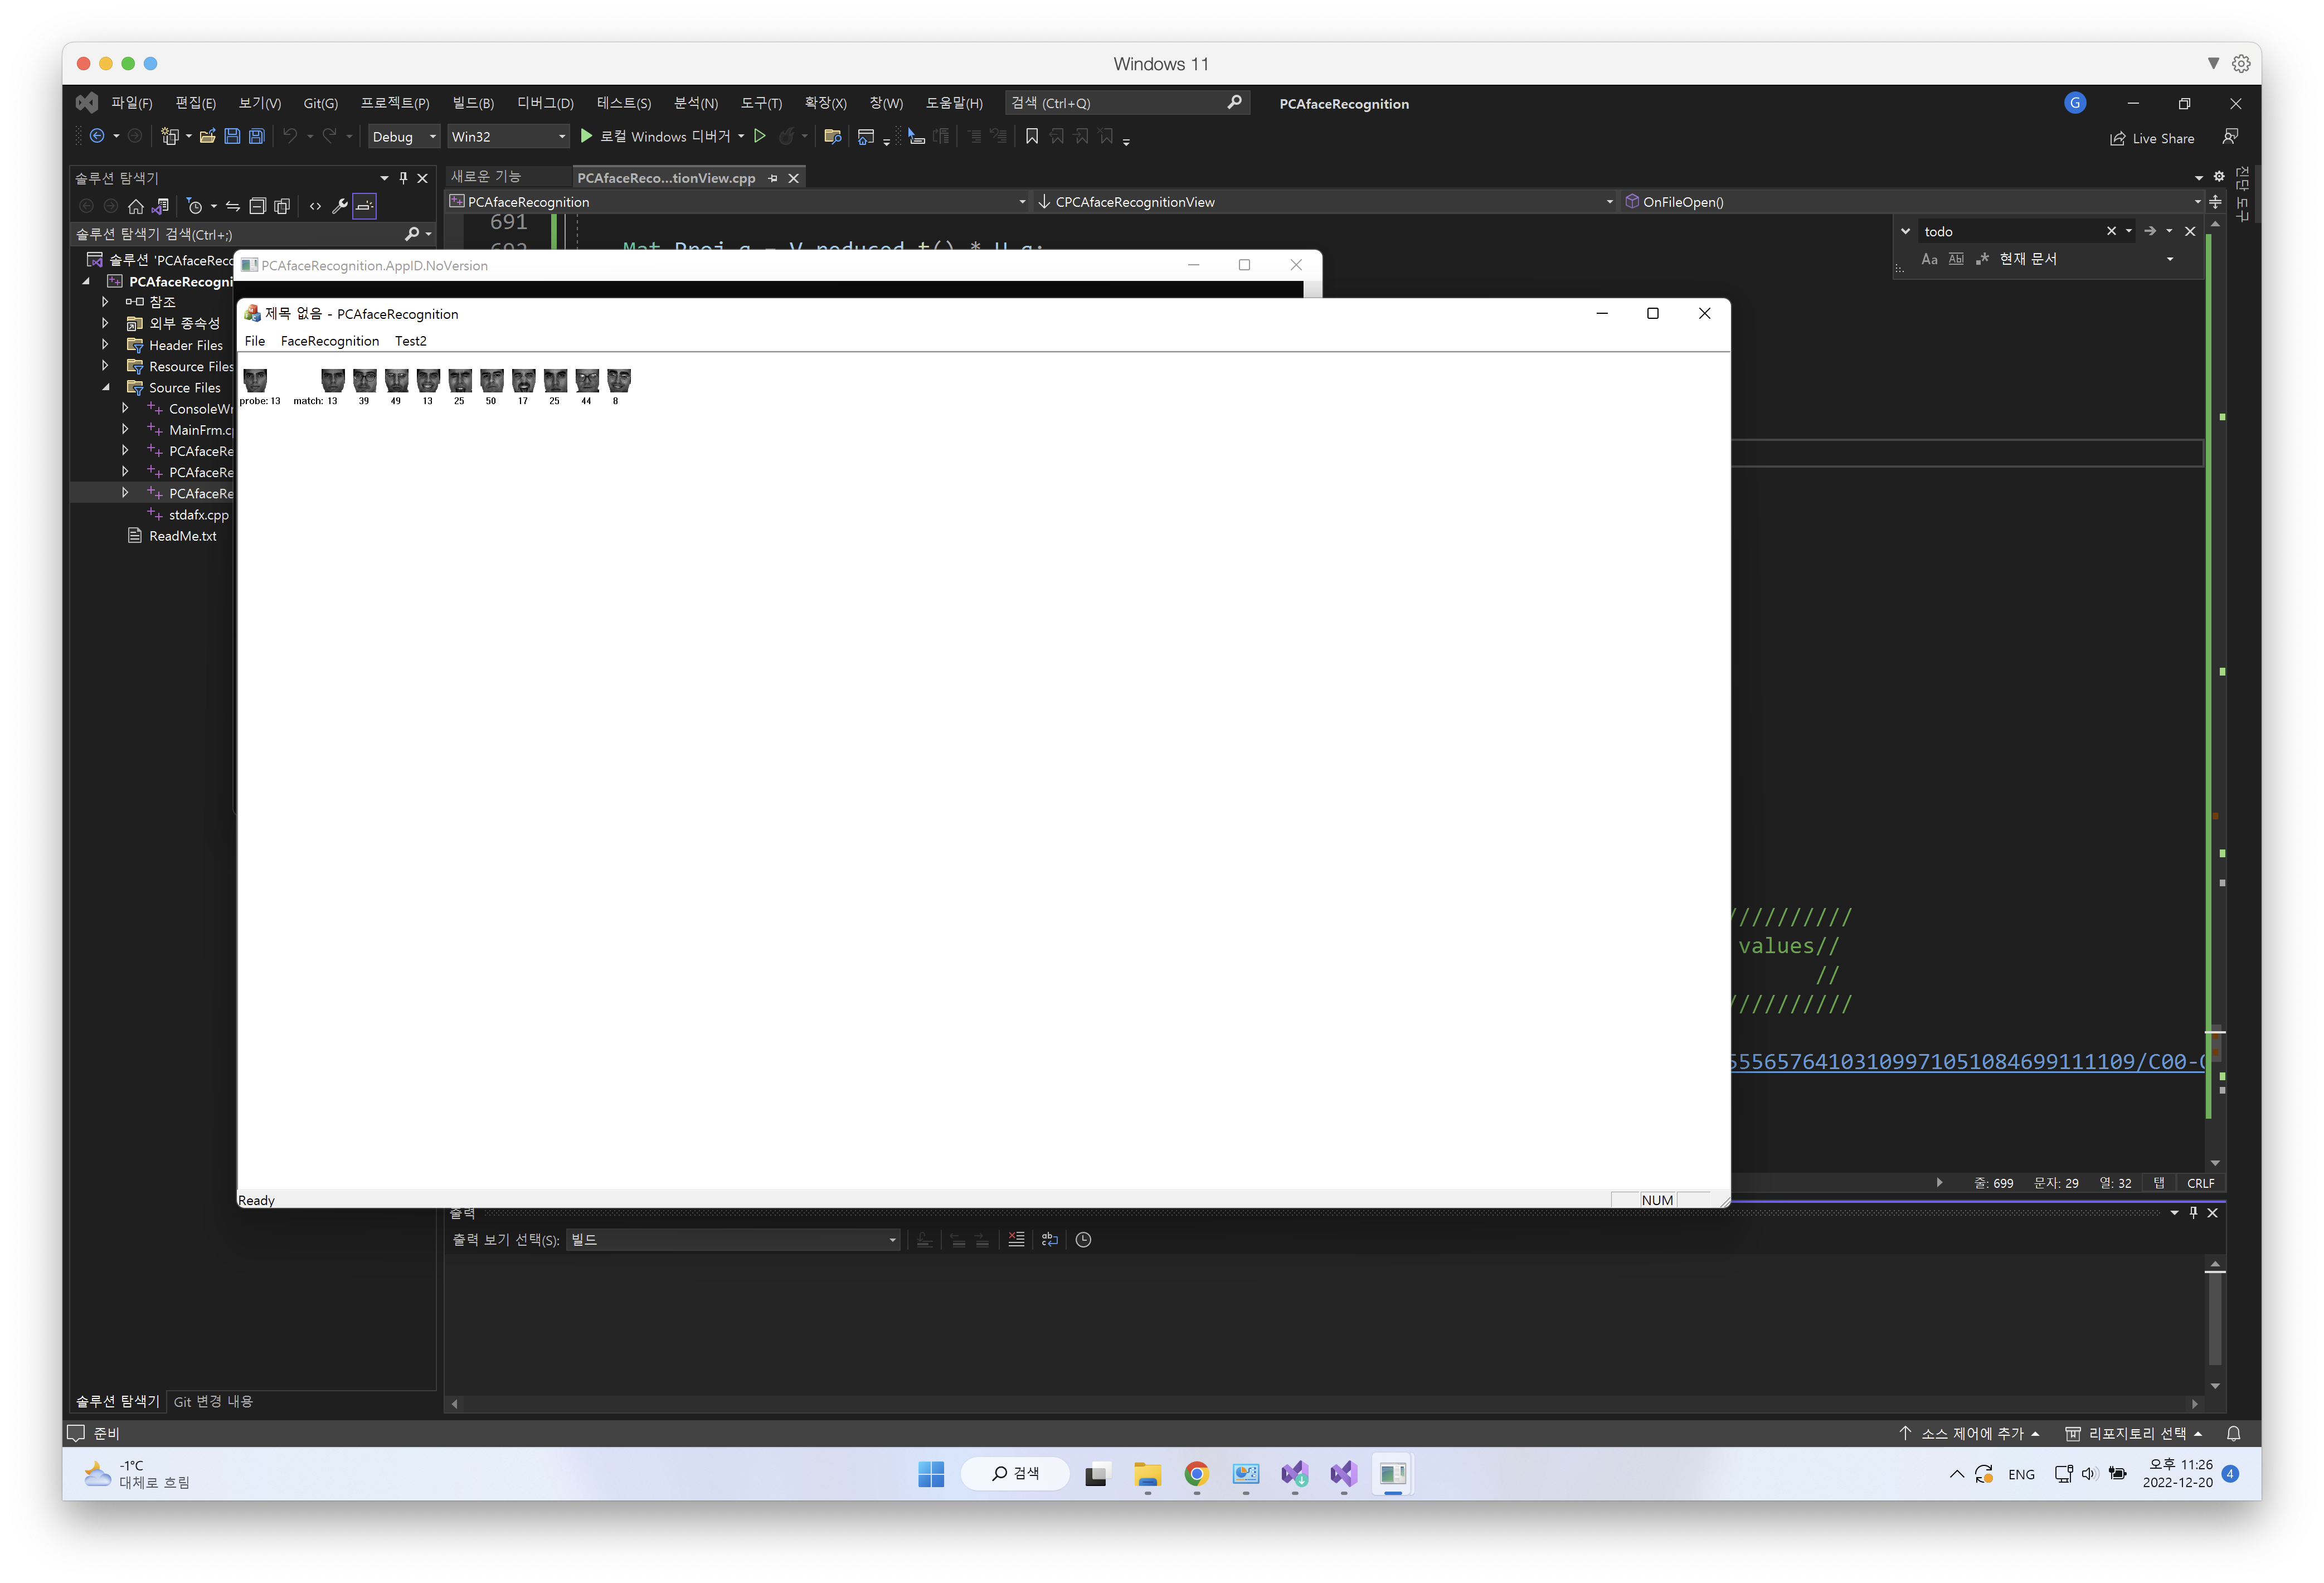 Windows 11
파일(F) 편집(E) 보기(V) Git(G) 프로젝트(P) 빌드(B) 디버그(D) 테스트(S) 분석(N) 도구(T) 확장(X) 창(W) 도움말(H) 검색 (Ctrl+Q) PCAfaceRecognition G
Debug Win32 로컬 Windows 디버거 Live Share
솔루션 탐색기
새로운 기능 PCAfaceReco...tionView.cpp
PCAfaceRecognition CPCAfaceRecognitionView OnFileOpen()
진단 도구
솔루션 탐색기 검색(Ctrl+;)
691
todo
Aa 현재 문서
솔루션 'PCAfaceReco
PCAfaceRecogni
참조
외부 종속성
Header Files
Resource Files
Source Files
ConsoleWr
MainFrm.c
PCAfaceRe
PCAfaceRe
PCAfaceRe
stdafx.cpp
ReadMe.txt
PCAfaceRecognition.AppID.NoVersion
제목 없음 - PCAfaceRecognition
File FaceRecognition Test2
probe: 13 match: 13 39 49 13 25 50 17 25 44 8
Ready NUM
//////////
values//
//
//////////
줄: 699 문자: 29 열: 32 탭 CRLF
출력
출력 보기 선택(S): 빌드
솔루션 탐색기 Git 변경 내용
준비 소스 제어에 추가 리포지토리 선택
-1°C
대체로 흐림
검색
ENG
오후 11:26
2022-12-20
4